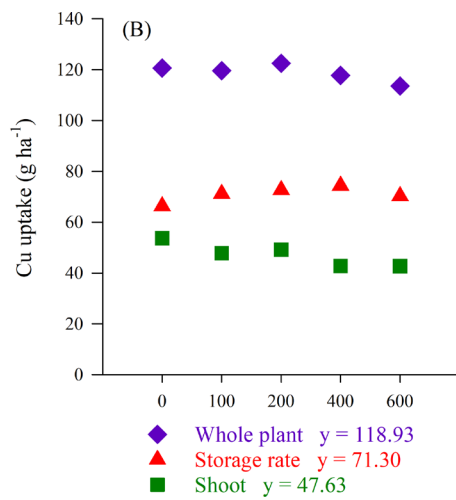 (B)
140
120
100
80
60
40
20
0
Cu uptake (g ha⁻¹)
0 100 200 400 600
Whole plant y = 118.93
Storage rate y = 71.30
Shoot y = 47.63